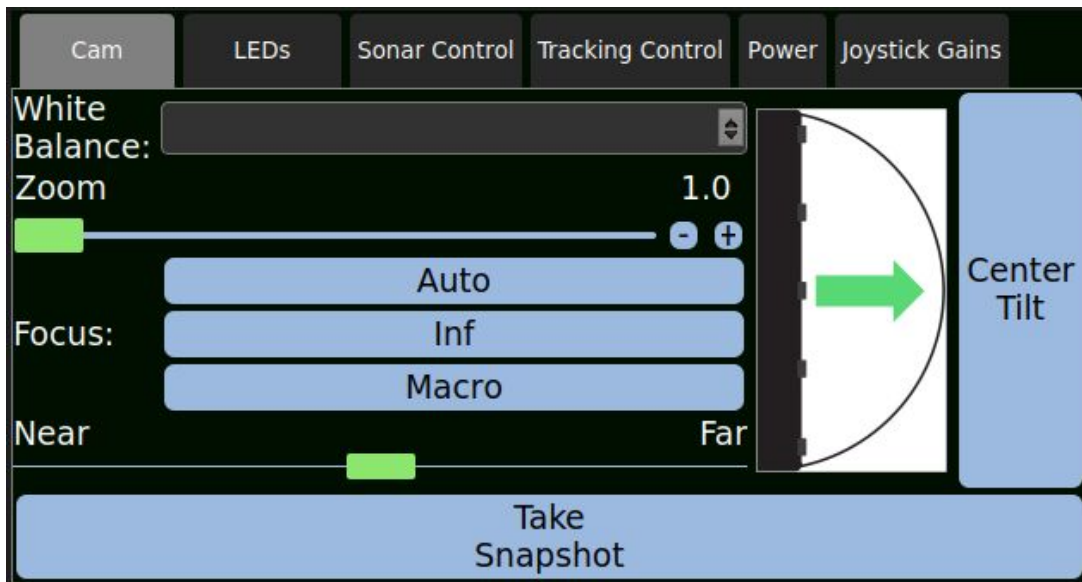 Cam
LEDs
Sonar Control
Tracking Control
Power
Joystick Gains
White
Balance:
Zoom
1.0
-
+
Auto
Focus:
Inf
Macro
Near
Far
Center
Tilt
Take
Snapshot